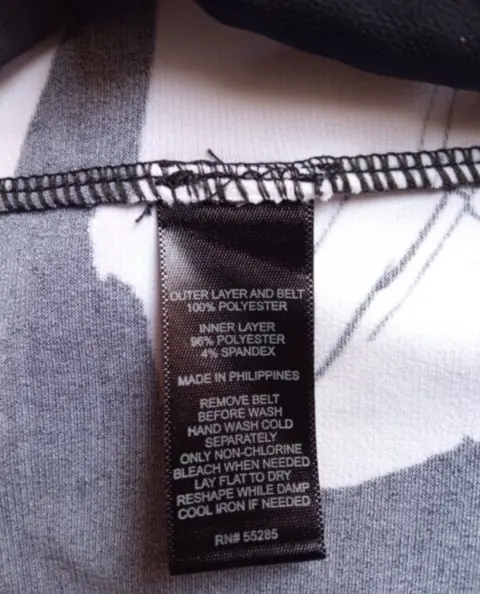 OUTER LAYER AND BELT
100% POLYESTER
INNER LAYER
96% POLYESTER
4% SPANDEX
MADE IN PHILIPPINES
REMOVE BELT
BEFORE WASH
HAND WASH COLD
SEPARATELY
ONLY NON-CHLORINE
BLEACH WHEN NEEDED
LAY FLAT TO DRY
RESHAPE WHILE DAMP
COOL IRON IF NEEDED
RN# 55285